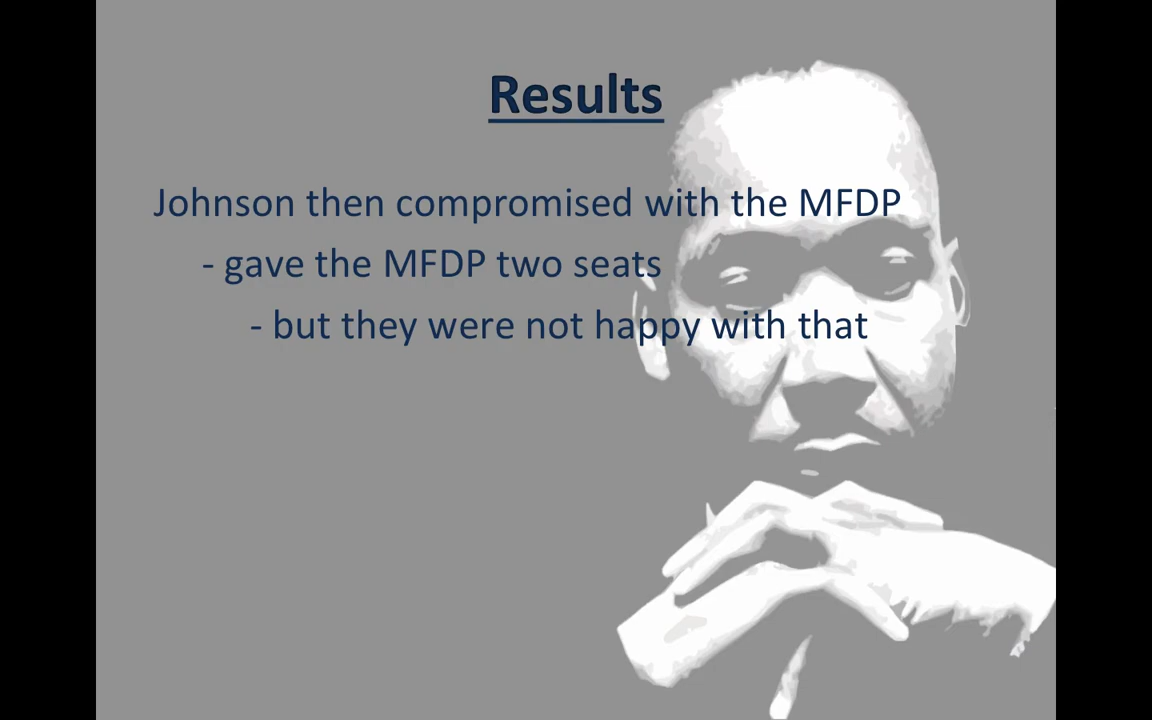 Results
Johnson then compromised with the MFDP
- gave the MFDP two seats
- but they were not happy with that